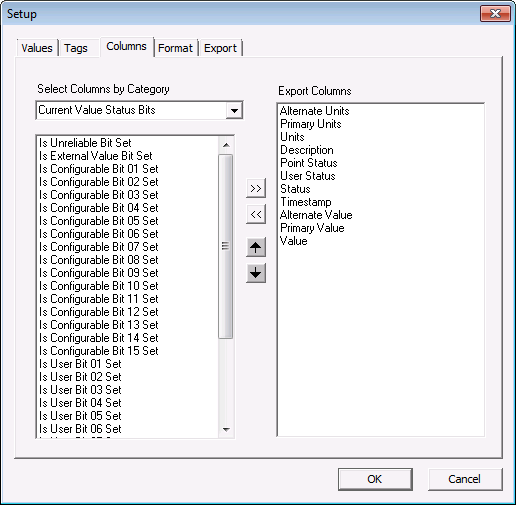 Setup
Values Tags Columns Format Export
Select Columns by Category
Current Value Status Bits
Is Unreliable Bit Set
Is External Value Bit Set
Is Configurable Bit 01 Set
Is Configurable Bit 02 Set
Is Configurable Bit 03 Set
Is Configurable Bit 04 Set
Is Configurable Bit 05 Set
Is Configurable Bit 06 Set
Is Configurable Bit 07 Set
Is Configurable Bit 08 Set
Is Configurable Bit 09 Set
Is Configurable Bit 10 Set
Is Configurable Bit 11 Set
Is Configurable Bit 12 Set
Is Configurable Bit 13 Set
Is Configurable Bit 14 Set
Is Configurable Bit 15 Set
Is User Bit 01 Set
Is User Bit 02 Set
Is User Bit 03 Set
Is User Bit 04 Set
Is User Bit 05 Set
Is User Bit 06 Set
>>
<<
Export Columns
Alternate Units
Primary Units
Units
Description
Point Status
User Status
Status
Timestamp
Alternate Value
Primary Value
Value
OK Cancel